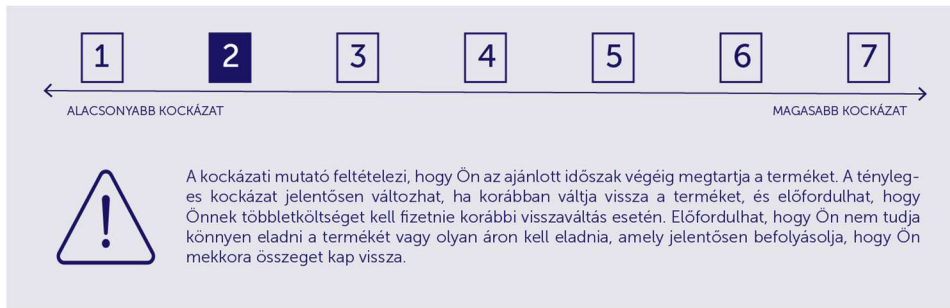 1 2 3 4 5 6 7
ALACSONYABB KOCKÁZAT MAGASABB KOCKÁZAT
A kockázati mutató feltételezi, hogy Ön az ajánlott időszak végéig megtartja a terméket. A tényleg-
es kockázat jelentősen változhat, ha korábban váltja vissza a terméket, és előfordulhat, hogy
Önnek többletköltséget kell fizetnie korábbi visszaváltás esetén. Előfordulhat, hogy Ön nem tudja
könnyen eladni a termékét vagy olyan áron kell eladnia, amely jelentősen befolyásolja, hogy Ön
mekkora összeget kap vissza.